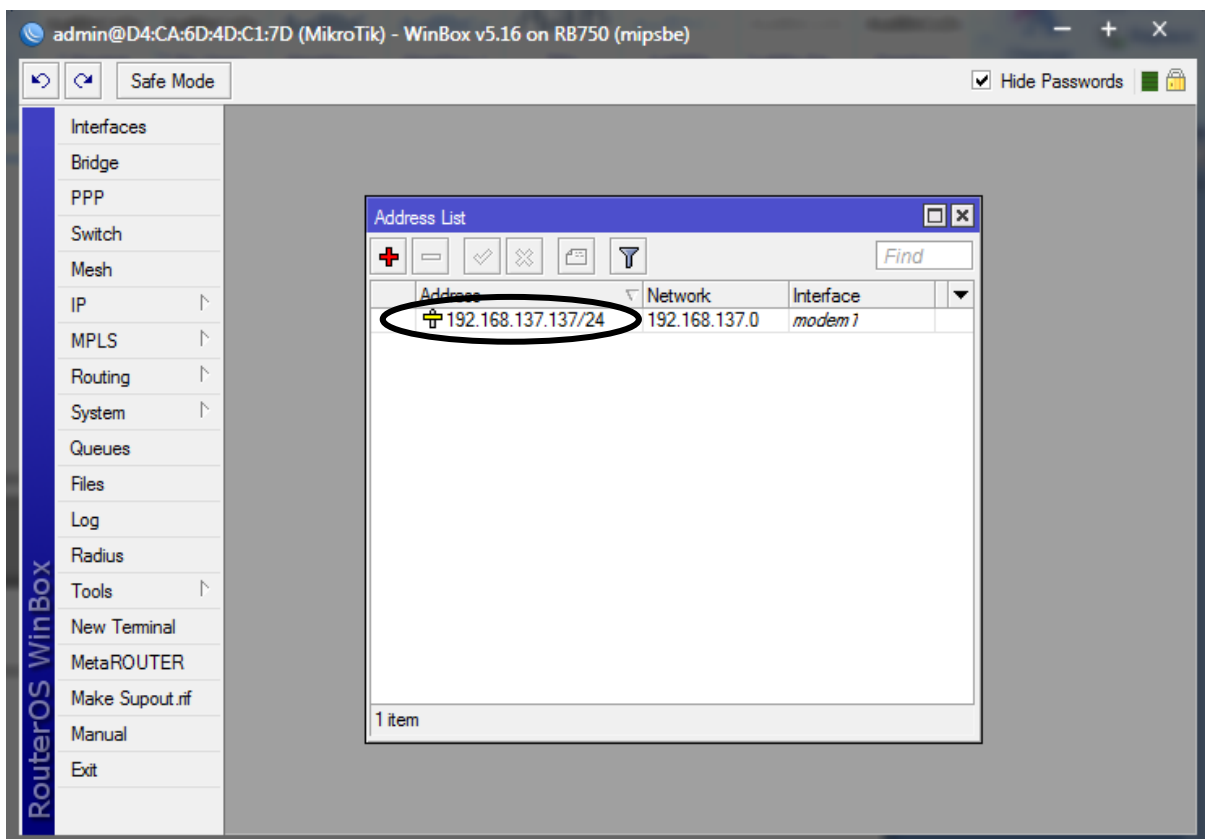 admin@D4:CA:6D:4D:C1:7D (MikroTik) - WinBox v5.16 on RB750 (mipsbe)
Safe Mode
Hide Passwords
Interfaces
Bridge
PPP
Switch
Mesh
IP
MPLS
Routing
System
Queues
Files
Log
Radius
Tools
New Terminal
MetaROUTER
Make Supout.rif
Manual
Exit
RouterOS WinBox
Address List
Find
Address Network Interface
192.168.137.137/24 192.168.137.0 modem1
1 item